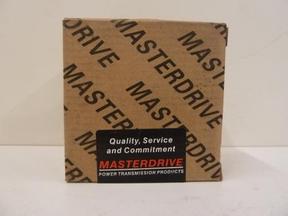 MASTERDRIVE
MASTERDRIVE
MASTERDRIVE
MASTERDRIVE
Quality, Service
and Commitment
MASTERDRIVE
POWER TRANSMISSION PRODUCTS